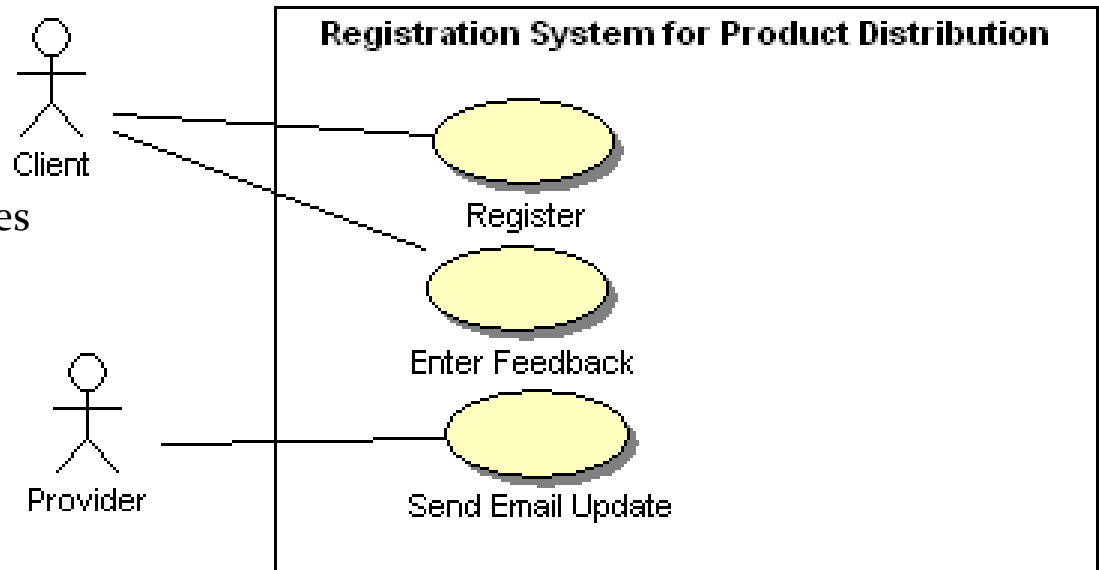 Registration System for Product Distribution
Client
es
Register
Enter Feedback
Provider
Send Email Update